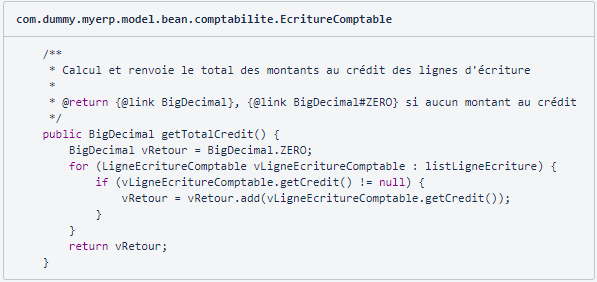 com.dummy.myerp.model.bean.comptabilite.EcritureComptable
/**
 * Calcul et renvoie le total des montants au crédit des lignes d'écriture
 *
 * @return {@link BigDecimal}, {@link BigDecimal#ZERO} si aucun montant au crédit
 */
public BigDecimal getTotalCredit() {
    BigDecimal vRetour = BigDecimal.ZERO;
    for (LigneEcritureComptable vLigneEcritureComptable : listLigneEcriture) {
        if (vLigneEcritureComptable.getCredit() != null) {
            vRetour = vRetour.add(vLigneEcritureComptable.getCredit());
        }
    }
    return vRetour;
}